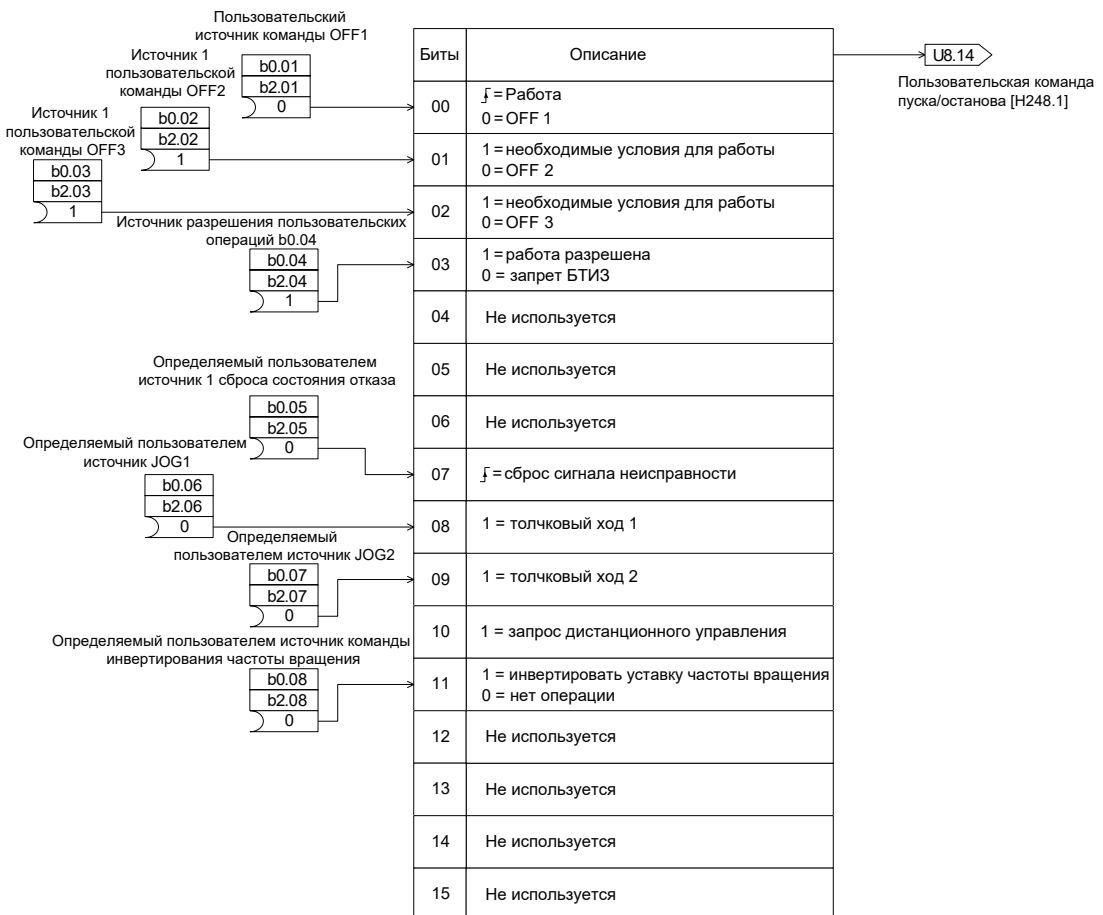 Пользовательский
источник команды OFF1
b0.01
b2.01
0
Источник 1
пользовательской
команды OFF2
b0.02
b2.02
1
Источник 1
пользовательской
команды OFF3
b0.03
b2.03
1
Источник разрешения пользовательских
операций b0.04
b0.04
b2.04
1
Определяемый пользователем
источник 1 сброса состояния отказа
b0.05
b2.05
0
Определяемый пользователем
источник JOG1
b0.06
b2.06
0
Определяемый
пользователем источник JOG2
b0.07
b2.07
0
Определяемый пользователем источник команды
инвертирования частоты вращения
b0.08
b2.08
0
Биты Описание
00 =Работа
0=OFF 1
01 1=необходимые условия для работы
0=OFF 2
02 1=необходимые условия для работы
0=OFF 3
03 1=работа разрешена
0 = запрет БТИЗ
04 Не используется
05 Не используется
06 Не используется
07 =сброс сигнала неисправности
08 1 = толчковый ход 1
09 1 = толчковый ход 2
10 1 = запрос дистанционного управления
11 1 = инвертировать уставку частоты вращения
0 = нет операции
12 Не используется
13 Не используется
14 Не используется
15 Не используется
U8.14
Пользовательская команда
пуска/останова [H248.1]